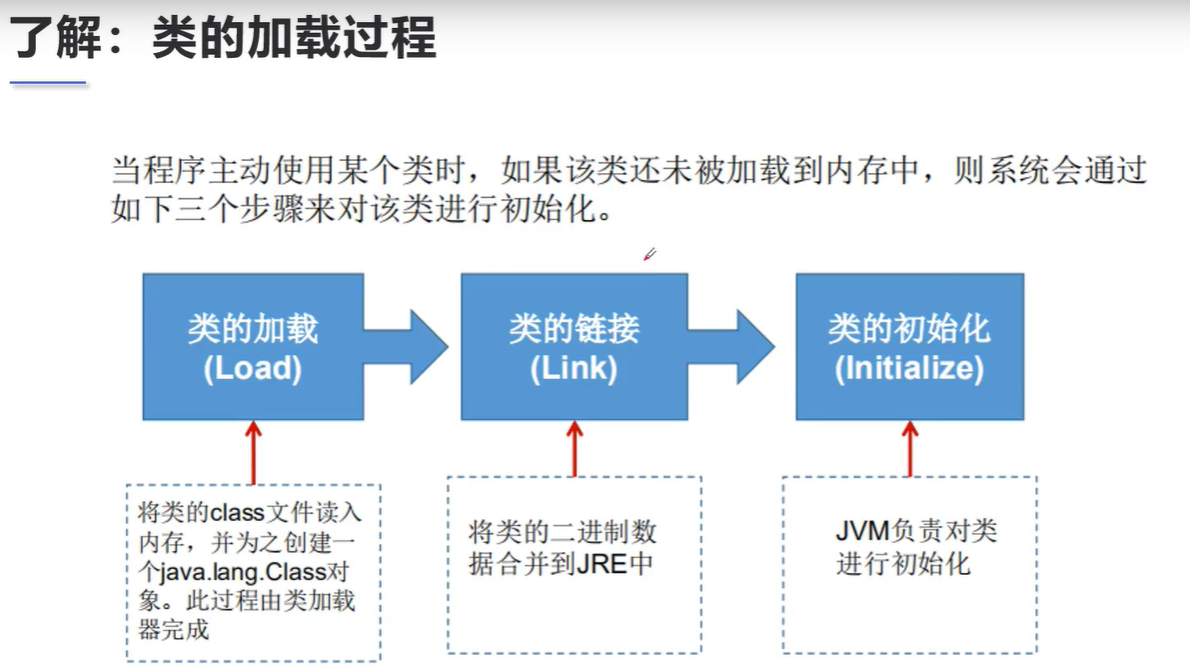 了解：类的加载过程
当程序主动使用某个类时，如果该类还未被加载到内存中，则系统会通过
如下三个步骤来对该类进行初始化。
类的加载
(Load)
类的链接
(Link)
类的初始化
(Initialize)
将类的class文件读入
内存，并为之创建一
个java.lang.Class对
象。此过程由类加载
器完成
将类的二进制数
据合并到JRE中
JVM负责对类
进行初始化